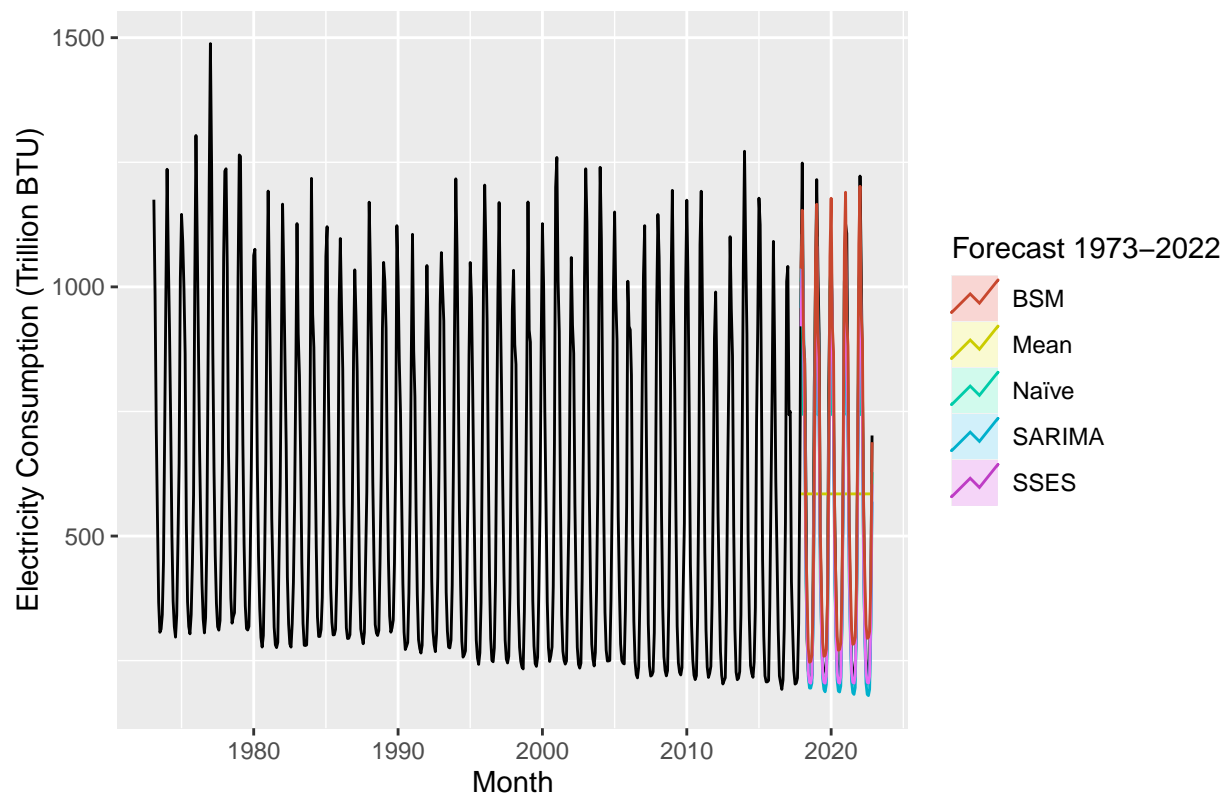 1500
1000
500
Electricity Consumption (Trillion BTU)
1980 1990 2000 2010 2020
Month
Forecast 1973−2022
BSM
Mean
Naïve
SARIMA
SSES